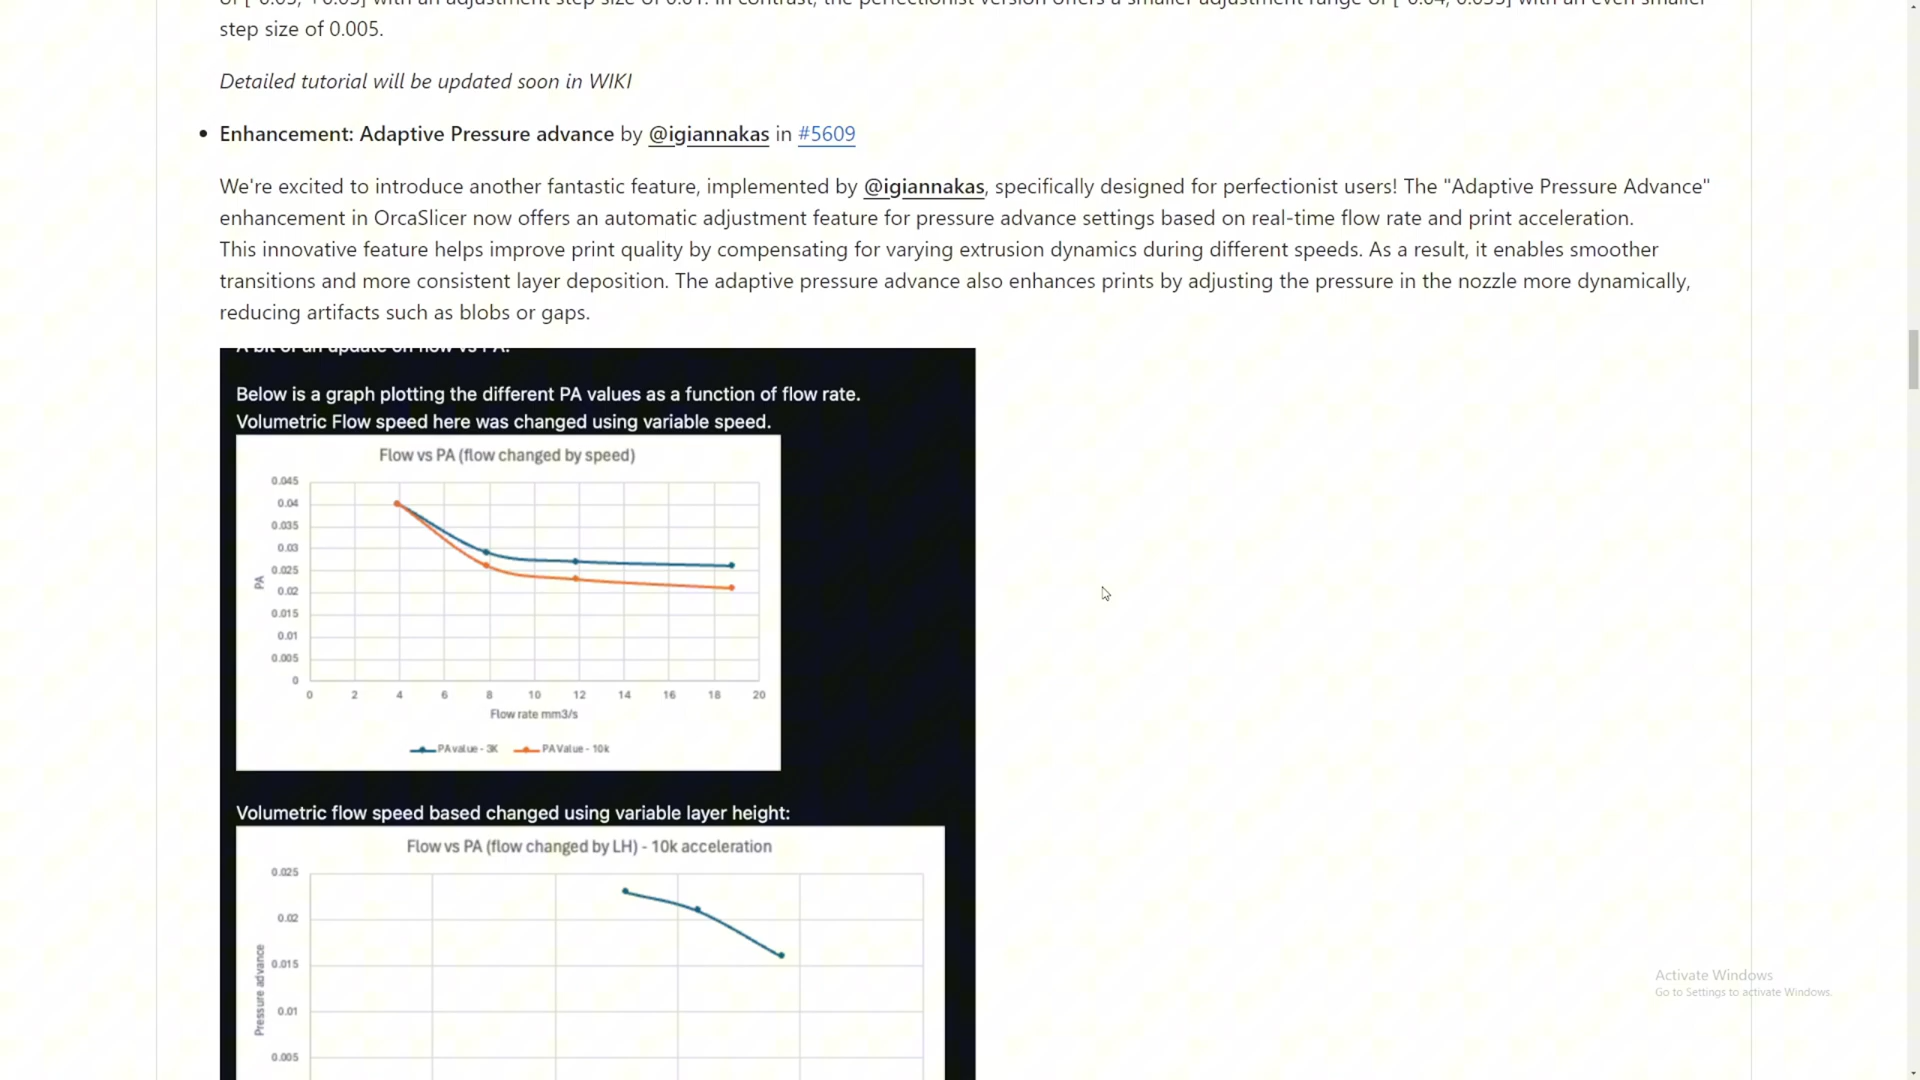 step size of 0.005.
Detailed tutorial will be updated soon in WIKI
Enhancement: Adaptive Pressure advance by @igiannakas in #5609
We're excited to introduce another fantastic feature, implemented by @igiannakas, specifically designed for perfectionist users! The "Adaptive Pressure Advance"
enhancement in OrcaSlicer now offers an automatic adjustment feature for pressure advance settings based on real-time flow rate and print acceleration.
This innovative feature helps improve print quality by compensating for varying extrusion dynamics during different speeds. As a result, it enables smoother
transitions and more consistent layer deposition. The adaptive pressure advance also enhances prints by adjusting the pressure in the nozzle more dynamically,
reducing artifacts such as blobs or gaps.
Below is a graph plotting the different PA values as a function of flow rate.
Volumetric Flow speed here was changed using variable speed.
Flow vs PA (flow changed by speed)
0.045
0.04
0.035
0.03
0.025
0.02
0.015
0.01
0.005
0
PA
0 2 4 6 8 10 12 14 16 18 20
Flow rate mm3/s
PA value - 3K PA Value - 10k
Volumetric flow speed based changed using variable layer height:
Flow vs PA (flow changed by LH) - 10k acceleration
0.025
0.02
0.015
0.01
0.005
Pressure advance
Activate Windows
Go to Settings to activate Windows.